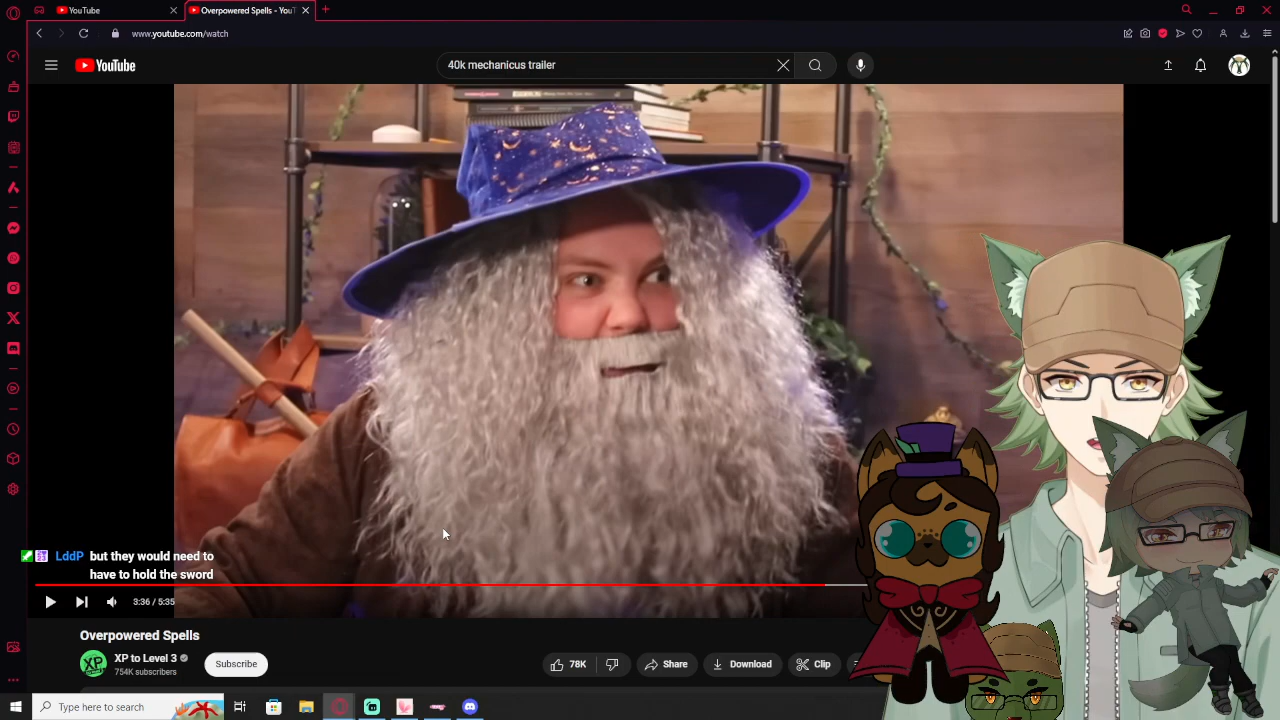 YouTube
Overpowered Spells - YouT
www.youtube.com/watch
YouTube
40k mechanicus trailer
LddP but they would need to
have to hold the sword
3:36 / 5:35
Overpowered Spells
XP
XP to Level 3
754K subscribers
Subscribe
78K
Share
Download
Clip
Type here to search